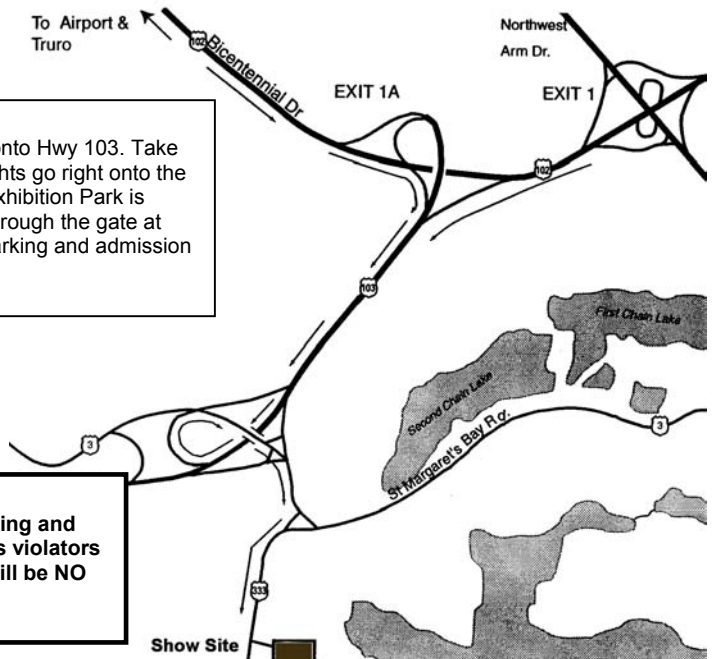 To Airport &
Truro
102
Bicentennial Dr
EXIT 1A
Northwest
Arm Dr.
EXIT 1
102
onto Hwy 103. Take
hts go right onto the
xhibition Park is
rough the gate at
arking and admission
103
First Chain Lake
Second Chain Lake
St Margaret's Bay Rd.
3
3
ing and
s violators
ill be NO
333
Show Site